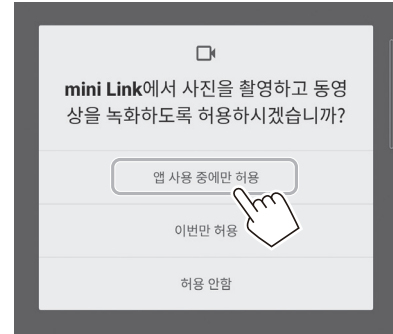 mini Link에서 사진을 촬영하고 동영
상을 녹화하도록 허용하시겠습니까?
앱 사용 중에만 허용
이번만 허용
허용 안함